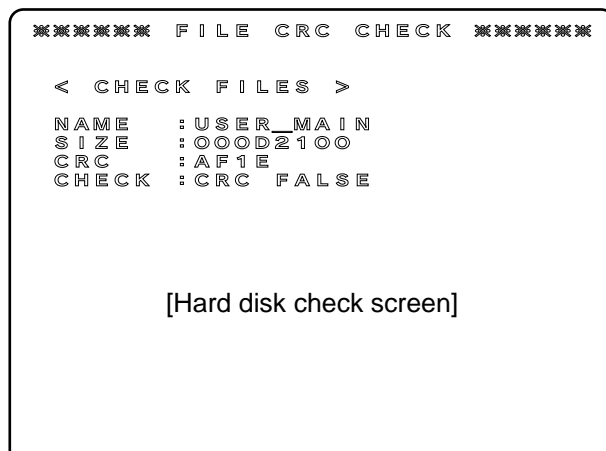 ※※※※※※ FILE CRC CHECK ※※※※※※
< CHECK FILES >
NAME :USER_MAIN
SIZE :000D2100
CRC :AF1E
CHECK :CRC FALSE
[Hard disk check screen]